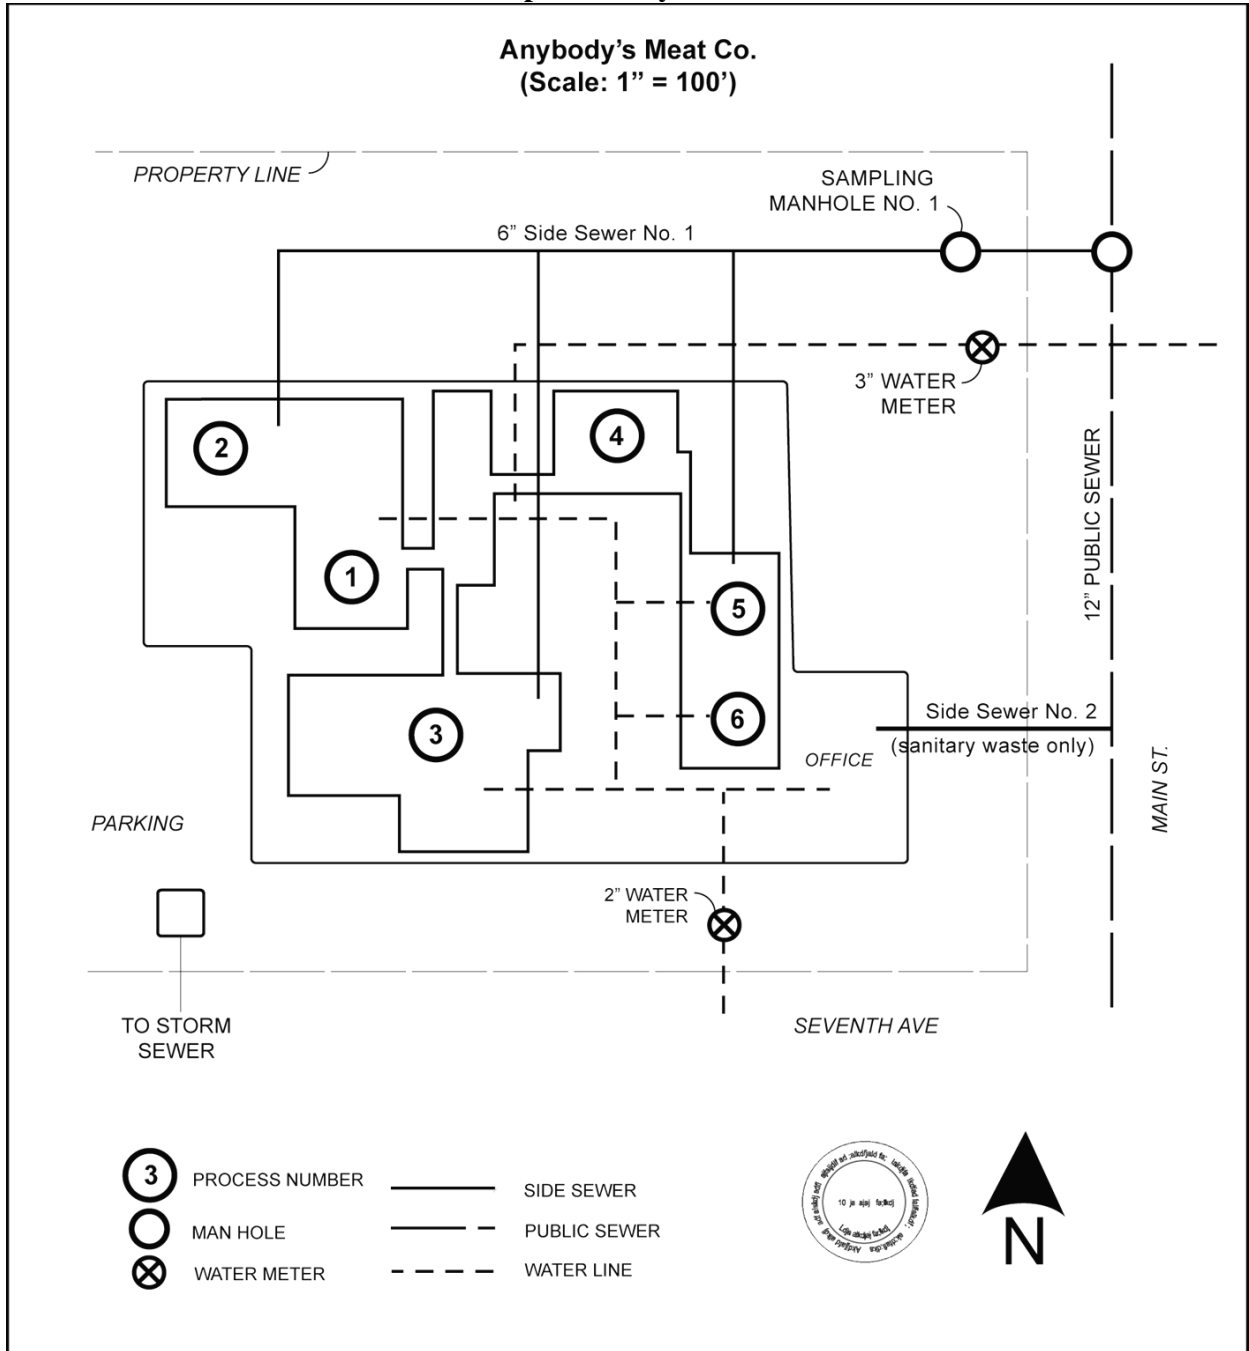 Anybody’s Meat Co.
(Scale: 1” = 100’)
PROPERTY LINE
SAMPLING
MANHOLE NO. 1
6” Side Sewer No. 1
3” WATER
METER
2
4
1
5
6
3
12” PUBLIC SEWER
Side Sewer No. 2
(sanitary waste only)
OFFICE
MAIN ST.
PARKING
2” WATER
METER
TO STORM
SEWER
SEVENTH AVE
3 PROCESS NUMBER
MAN HOLE
WATER METER
SIDE SEWER
PUBLIC SEWER
WATER LINE
N